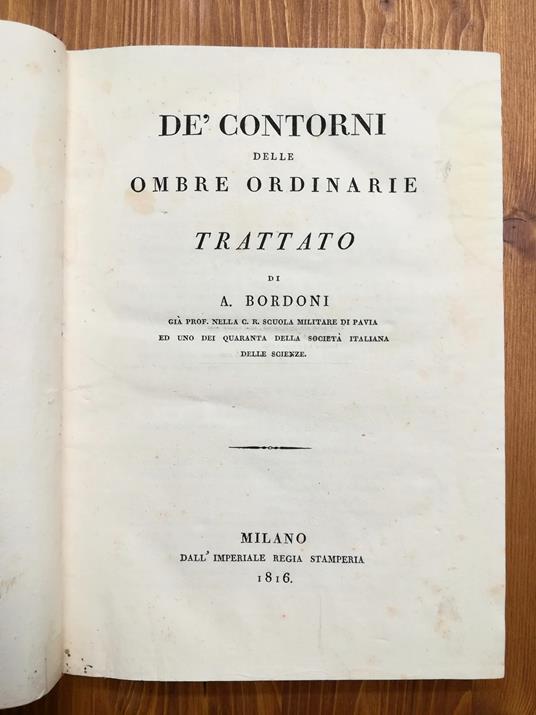 DE' CONTORNI
DELLE
OMBRE ORDINARIE
TRATTATO
DI
A. BORDONI
GIÀ PROF. NELLA C. R. SCUOLA MILITARE DI PAVIA
ED UNO DEI QUARANTA DELLA SOCIETÀ ITALIANA
DELLE SCIENZE.
MILANO
DALL' IMPERIALE REGIA STAMPERIA
1816.